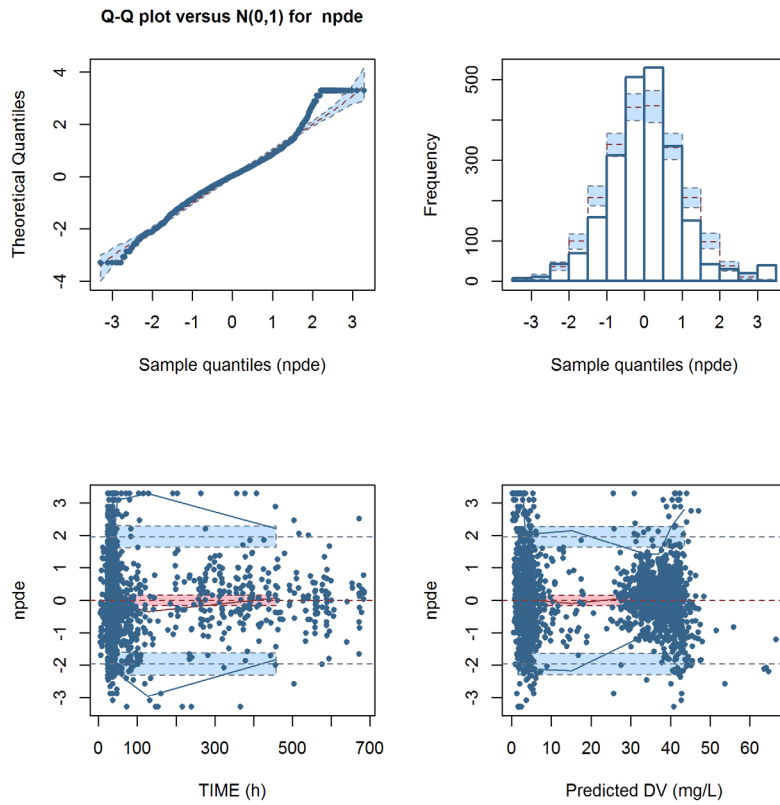 Q-Q plot versus N(0,1) for npde
Theoretical Quantiles
4
2
0
-2
-4
-3 -2 -1 0 1 2 3
Sample quantiles (npde)
Frequency
500
300
100
0
-3 -2 -1 0 1 2 3
Sample quantiles (npde)
npde
3
2
1
0
-1
-2
-3
0 100 300 500 700
TIME (h)
npde
3
2
1
0
-1
-2
-3
0 10 20 30 40 50 60
Predicted DV (mg/L)